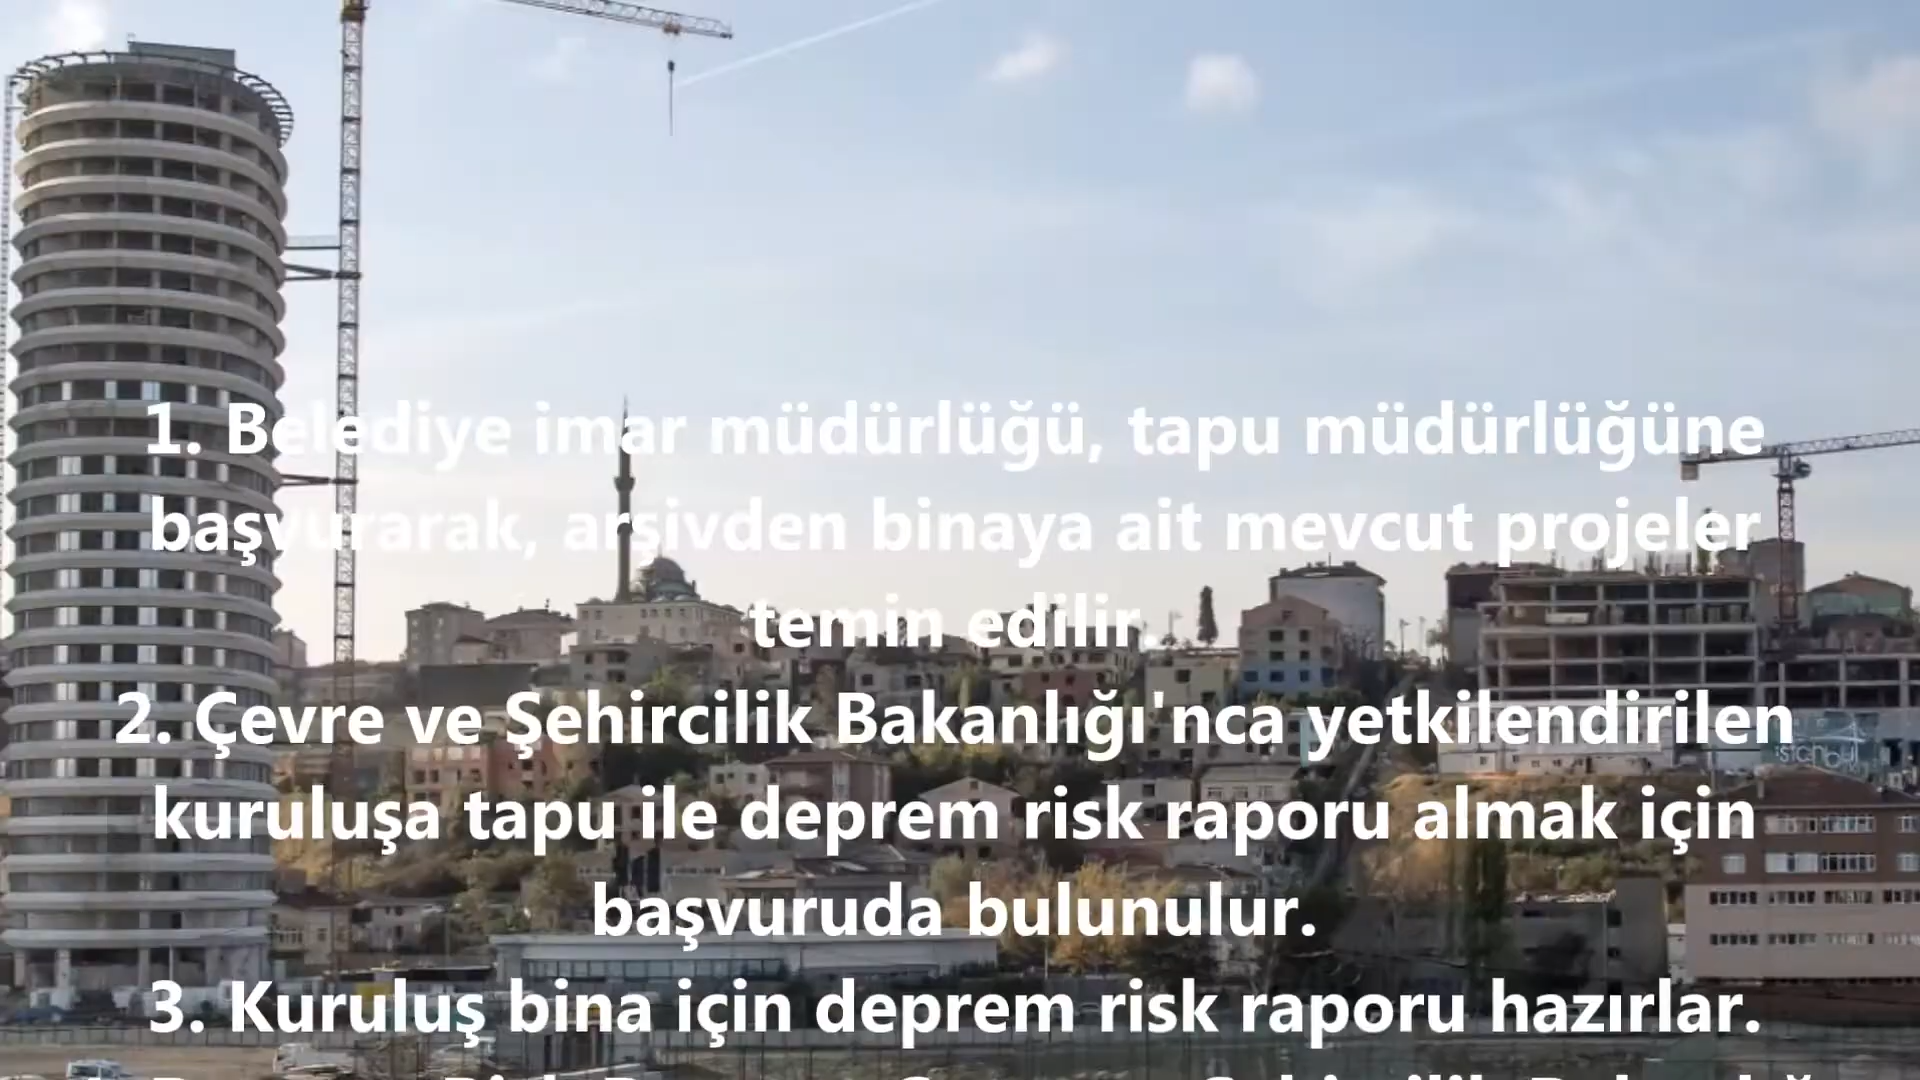 1. Belediye imar müdürlüğü, tapu müdürlüğüne
başvurarak, arşivden binaya ait mevcut projeler
temin edilir.
2. Çevre ve Şehircilik Bakanlığı'nca yetkilendirilen
kuruluşa tapu ile deprem risk raporu almak için
başvuruda bulunulur.
3. Kuruluş bina için deprem risk raporu hazırlar.
istanbul